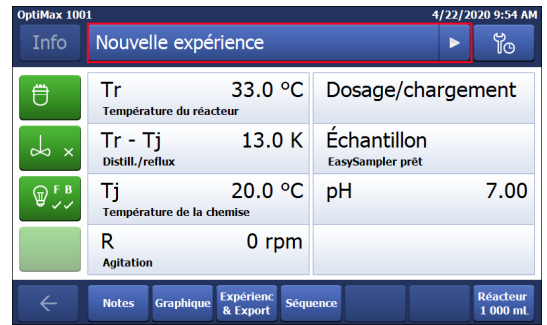 OptiMax 1001 4/22/2020 9:54 AM
Info Nouvelle expérience
Tr 33.0 °C
Température du réacteur
Dosage/chargement
Tr - Tj 13.0 K
Distill./reflux
Échantillon
EasySampler prêt
F B
Tj 20.0 °C
Température de la chemise
pH 7.00
R 0 rpm
Agitation
Notes Graphique Expérienc & Export Séquence Réacteur 1 000 mL